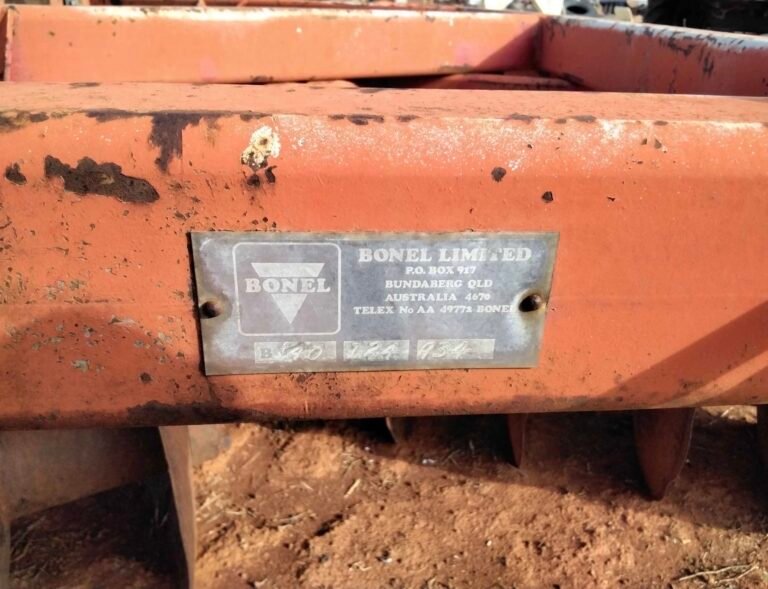 BONEL
BONEL LIMITED
P.O. BOX 917
BUNDABERG QLD
AUSTRALIA 4670
TELEX No AA 49772 BONEL